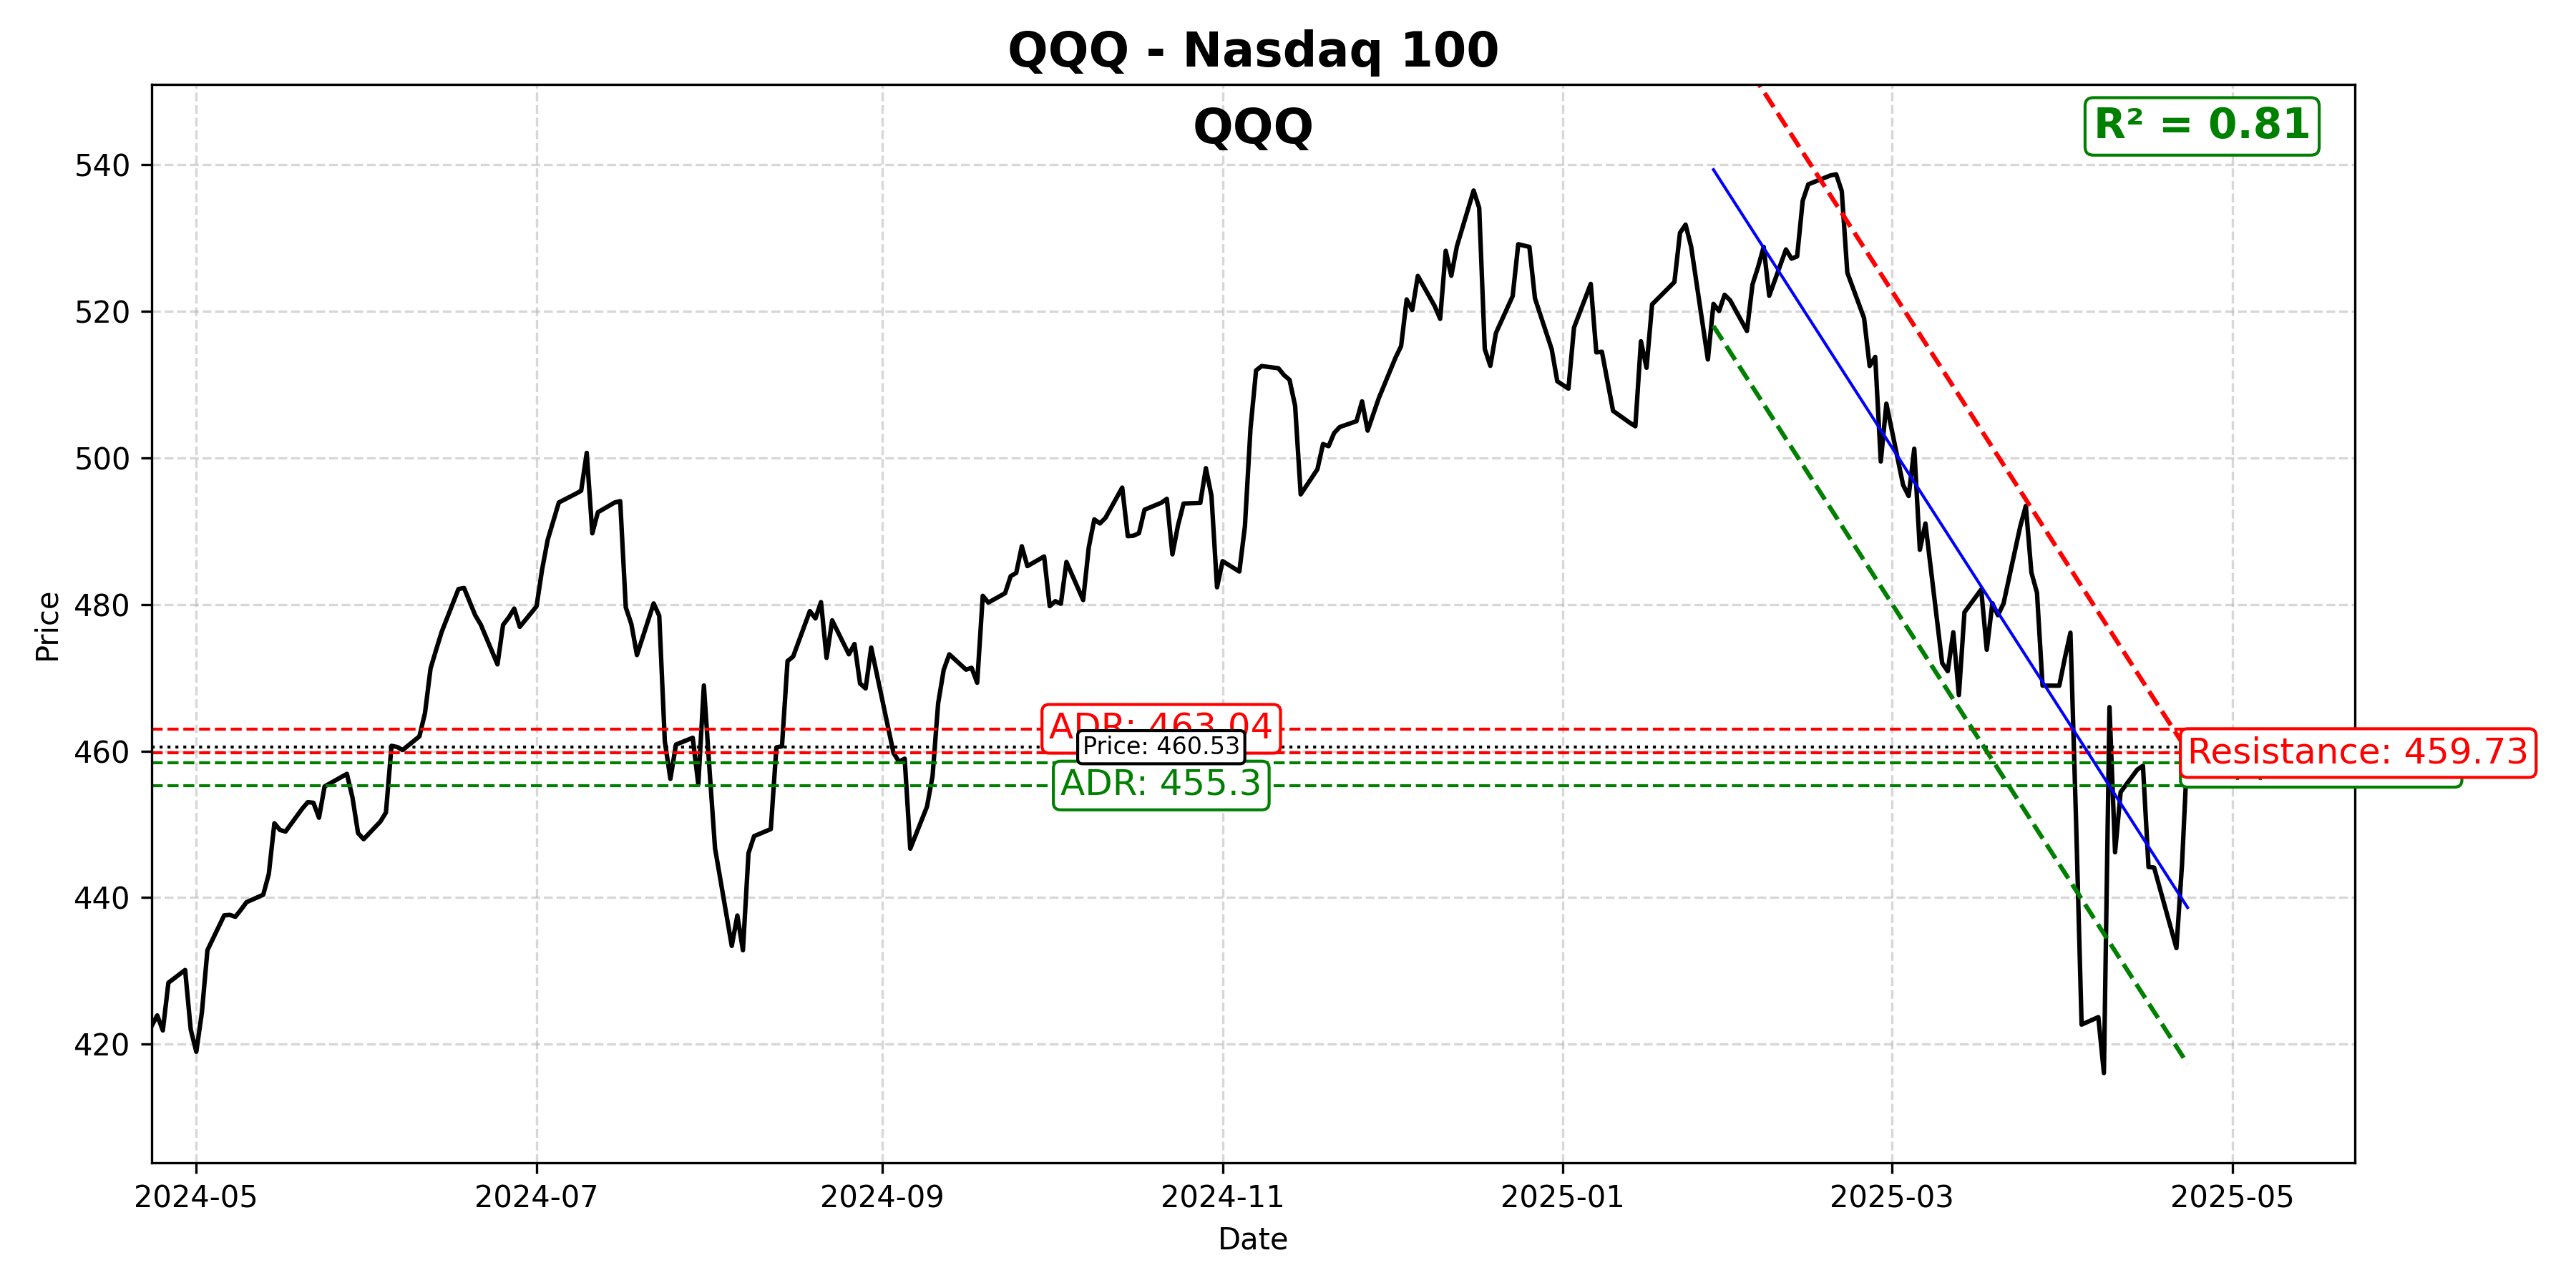 QQQ - Nasdaq 100
QQQ
R² = 0.81
540
520
500
480
460
440
420
Price
ADR: 463.04
Price: 460.53
ADR: 455.3
Resistance: 459.73
2024-05
2024-07
2024-09
2024-11
2025-01
2025-03
2025-05
Date